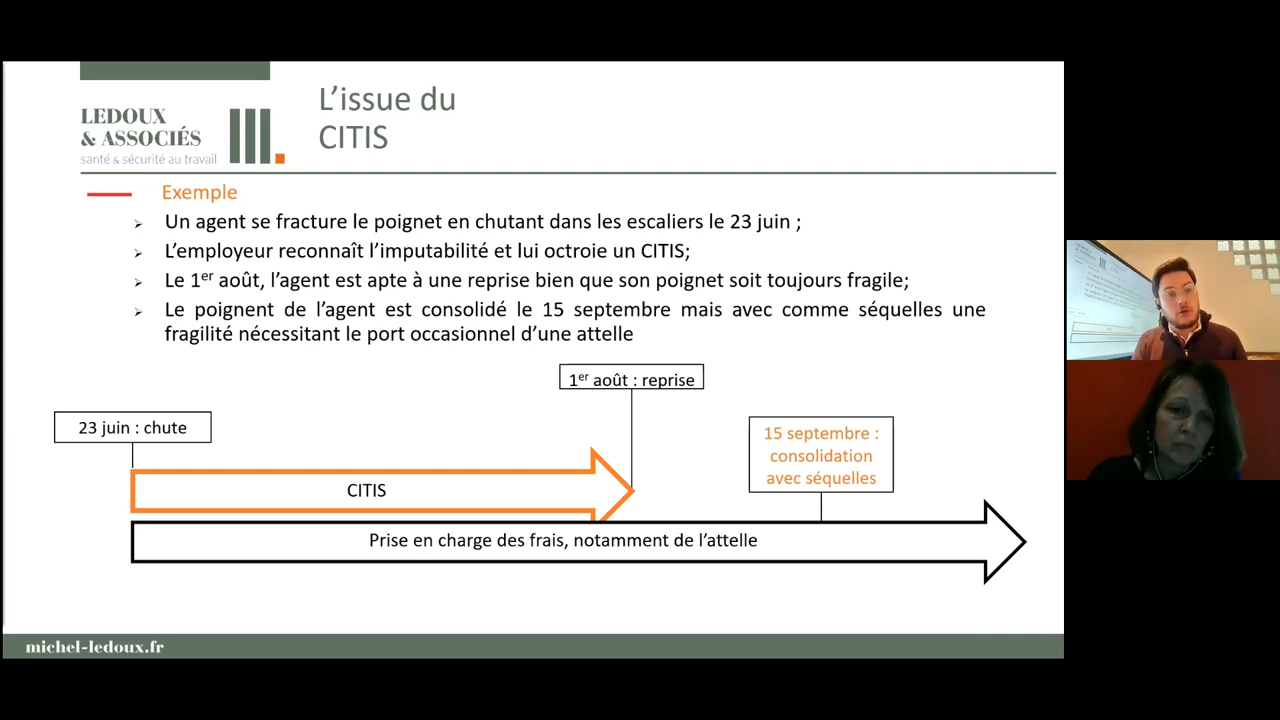 LEDOUX
& ASSOCIÉS
santé & sécurité au travail
L'issue du
CITIS
Exemple
Un agent se fracture le poignet en chutant dans les escaliers le 23 juin ;
L'employeur reconnaît l'imputabilité et lui octroie un CITIS;
Le 1er août, l'agent est apte à une reprise bien que son poignet soit toujours fragile;
Le poignent de l'agent est consolidé le 15 septembre mais avec comme séquelles une
fragilité nécessitant le port occasionnel d'une attelle
1er août : reprise
23 juin : chute
15 septembre :
consolidation
avec séquelles
CITIS
Prise en charge des frais, notamment de l'attelle
michel-ledoux.fr